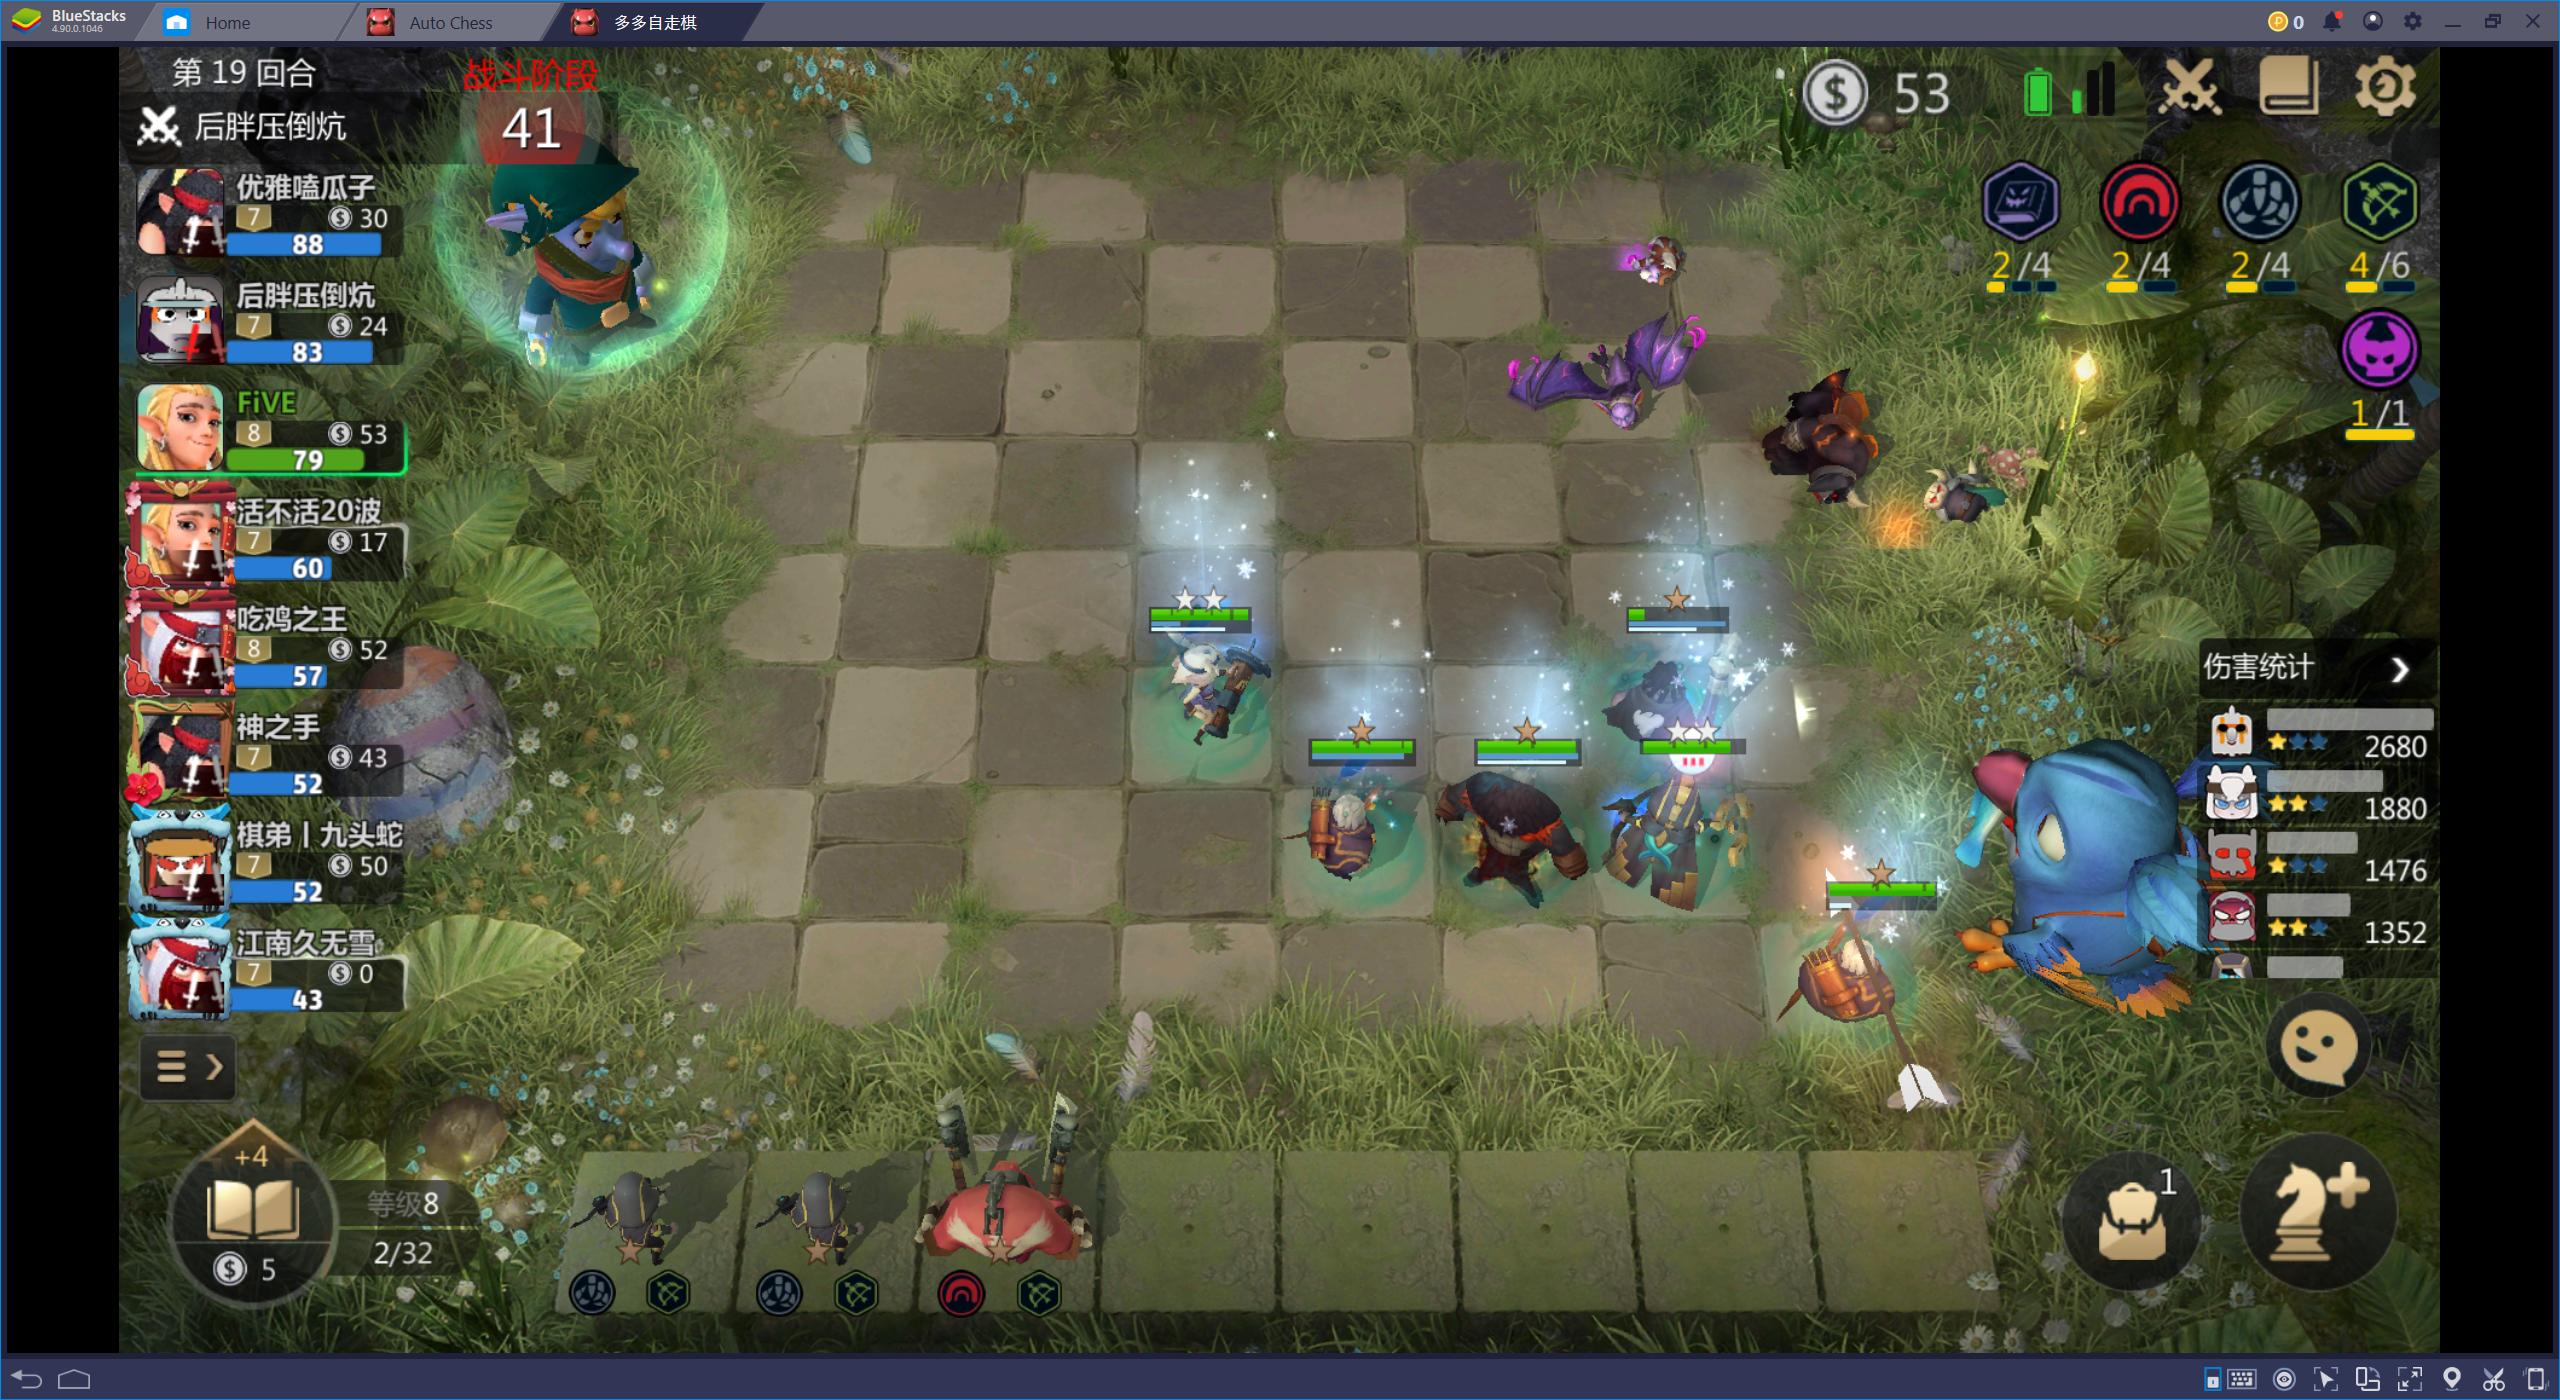 BlueStacks
4.90.0.1046
Home
Auto Chess
多多自走棋
0
第 19 回合
战斗阶段
后胖压倒炕
41
53
优雅嗑瓜子
7
30
88
后胖压倒炕
7
24
83
FiVE
8
53
79
活不活20波
7
17
60
吃鸡之王
8
52
57
神之手
7
43
52
棋弟丨九头蛇
7
50
52
江南久无雪
7
0
43
2/4
2/4
2/4
4/6
1/1
伤害统计
2680
1880
1476
1352
+4
5
等级8
2/32
1